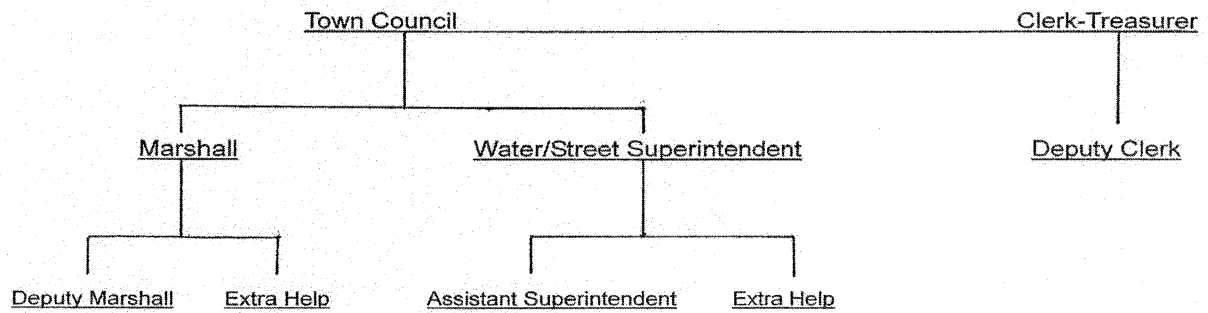 Town Council Clerk-Treasurer
Marshall Water/Street Superintendent Deputy Clerk
Deputy Marshall Extra Help Assistant Superintendent Extra Help